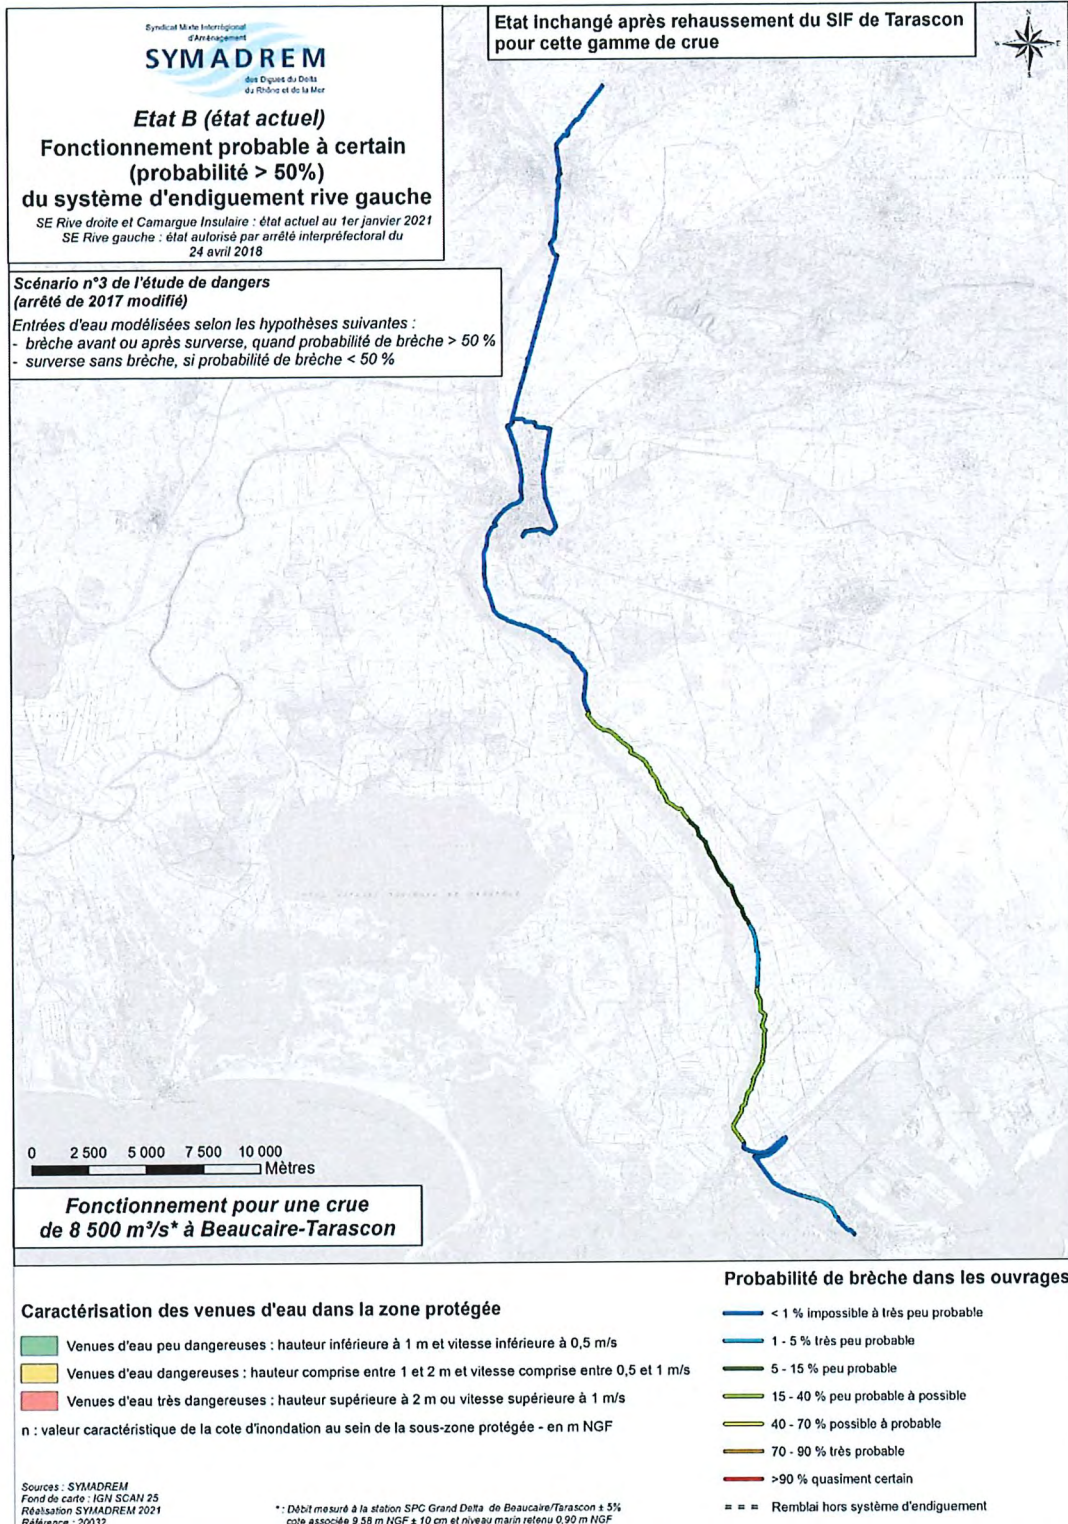 Syndicat Mixte Interrégional
d'Aménagement
SYMADREM
des Digues du Delta
du Rhône et de la Mer
Etat B (état actuel)
Fonctionnement probable à certain
(probabilité > 50%)
du système d'endiguement rive gauche
SE Rive droite et Camargue Insulaire : état actuel au 1er janvier 2021
SE Rive gauche : état autorisé par arrêté interpréfectoral du
24 avril 2018
Etat inchangé après rehaussement du SIF de Tarascon
pour cette gamme de crue
N
Scénario n°3 de l'étude de dangers
(arrêté de 2017 modifié)
Entrées d'eau modélisées selon les hypothèses suivantes :
- brèche avant ou après surverse, quand probabilité de brèche > 50 %
- surverse sans brèche, si probabilité de brèche < 50 %
0 2 500 5 000 7 500 10 000
Mètres
Fonctionnement pour une crue
de 8 500 m³/s* à Beaucaire-Tarascon
Caractérisation des venues d'eau dans la zone protégée
Venues d'eau peu dangereuses : hauteur inférieure à 1 m et vitesse inférieure à 0,5 m/s
Venues d'eau dangereuses : hauteur comprise entre 1 et 2 m et vitesse comprise entre 0,5 et 1 m/s
Venues d'eau très dangereuses : hauteur supérieure à 2 m ou vitesse supérieure à 1 m/s
n : valeur caractéristique de la cote d'inondation au sein de la sous-zone protégée - en m NGF
Probabilité de brèche dans les ouvrages
< 1 % impossible à très peu probable
1 - 5 % très peu probable
5 - 15 % peu probable
15 - 40 % peu probable à possible
40 - 70 % possible à probable
70 - 90 % très probable
>90 % quasiment certain
Remblai hors système d'endiguement
Sources : SYMADREM
Fond de carte : IGN SCAN 25
Réalisation SYMADREM 2021
Référence : 20032
* : Débit mesuré à la station SPC Grand Delta de Beaucaire/Tarascon ± 5%
cote associée 9,58 m NGF ± 10 cm et niveau marin retenu 0,90 m NGF